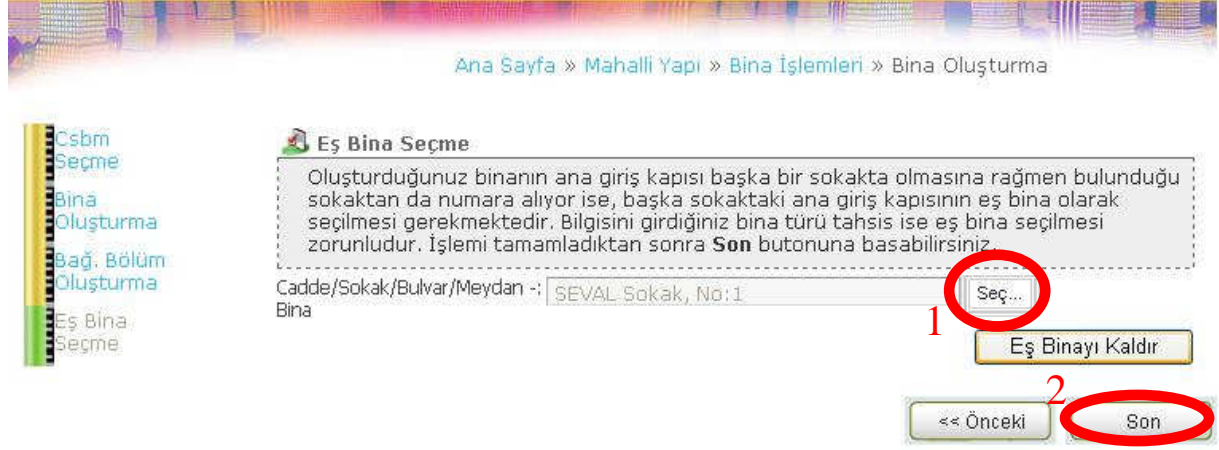 Ana Sayfa » Mahalli Yapı » Bina İşlemleri » Bina Oluşturma
Csbm
Seçme
Bina
Oluşturma
Bağ. Bölüm
Oluşturma
Eş Bina
Seçme
Eş Bina Seçme
Oluşturduğunuz binanın ana giriş kapısı başka bir sokakta olmasına rağmen bulunduğu
sokaktan da numara alıyor ise, başka sokaktaki ana giriş kapısının eş bina olarak
seçilmesi gerekmektedir. Bilgisini girdiğiniz bina türü tahsis ise eş bina seçilmesi
zorunludur. İşlemi tamamladıktan sonra Son butonuna basabilirsiniz.
Cadde/Sokak/Bulvar/Meydan -: SEVAL Sokak, No:1 Seç...
Bina
1
Eş Binayı Kaldır
2
<< Önceki Son